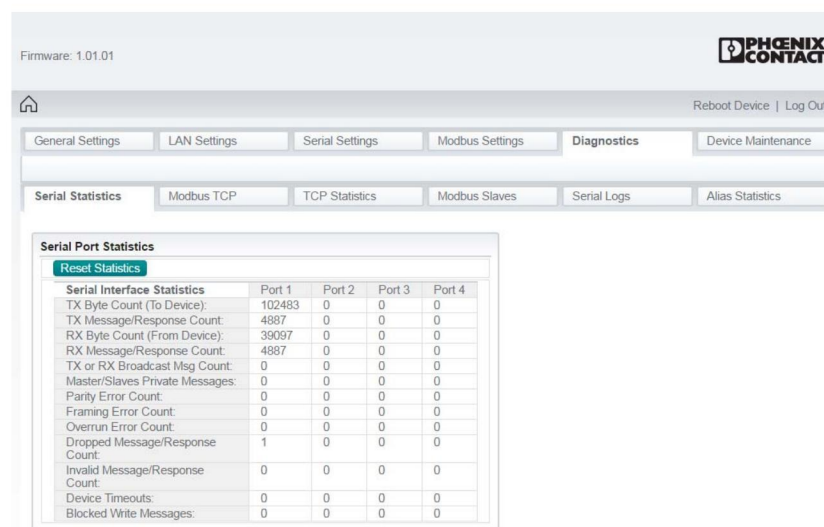 Firmware: 1.01.01
PHŒNIX
CONTACT
Reboot Device | Log Out
General Settings LAN Settings Serial Settings Modbus Settings Diagnostics Device Maintenance
Serial Statistics Modbus TCP TCP Statistics Modbus Slaves Serial Logs Alias Statistics
Serial Port Statistics
Reset Statistics
Serial Interface Statistics Port 1 Port 2 Port 3 Port 4
TX Byte Count (To Device): 102483 0 0 0
TX Message/Response Count: 4887 0 0 0
RX Byte Count (From Device): 39097 0 0 0
RX Message/Response Count: 4887 0 0 0
TX or RX Broadcast Msg Count: 0 0 0 0
Master/Slaves Private Messages: 0 0 0 0
Parity Error Count: 0 0 0 0
Framing Error Count: 0 0 0 0
Overrun Error Count: 0 0 0 0
Dropped Message/Response 1 0 0 0
Count:
Invalid Message/Response 0 0 0 0
Count:
Device Timeouts: 0 0 0 0
Blocked Write Messages: 0 0 0 0